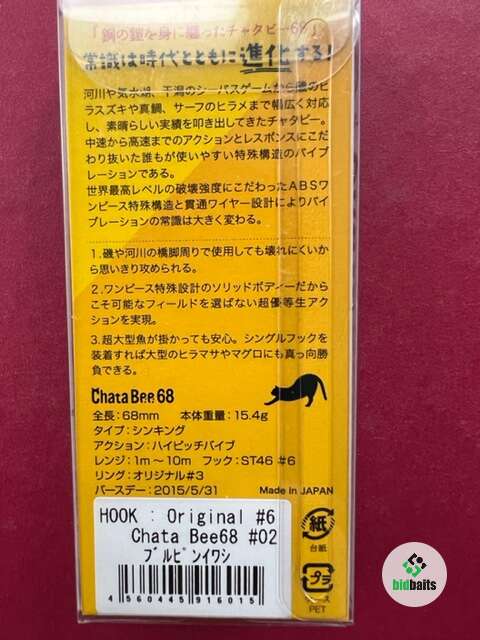 「鋼の鎧を身に纏ったチャタビー68」
常識は時代とともに進化する!
河川や気水湖、干潟のシーバスゲームから磯のヒ
ラスズキや真鯛、サーフのヒラメまで幅広く対応
し、素晴らしい実績を叩き出してきたチャタビー。
中速から高速までのアクションとレスポンスにこだ
わり抜いた誰もが使いやすい特殊構造のバイブ
レーションである。
世界最高レベルの破壊強度にこだわったABSワ
ンピース特殊構造と貫通ワイヤー設計によりバイ
ブレーションの常識は大きく変わる。
1.磯や河川の橋脚周りで使用しても壊れにくいか
ら思いきり攻められる。
2.ワンピース特殊設計のソリッドボディーだから
こそ可能なフィールドを選ばない超優等生アク
ションを実現。
3.超大型魚が掛かっても安心。シングルフックを
装着すれば大型のヒラマサやマグロにも真っ向勝
負できる。
Chata Bee 68
全長:68mm 本体重量:15.4g
タイプ:シンキング
アクション:ハイピッチバイブ
レンジ:1m〜10m フック:ST46 #6
リング:オリジナル#3
バースデー:2015/5/31
Made in JAPAN
HOOK : Original #6
Chata Bee68 #02
ブルピンイワシ
4560445916015
紙
台紙
プラ
ケース
PET
bidbaits